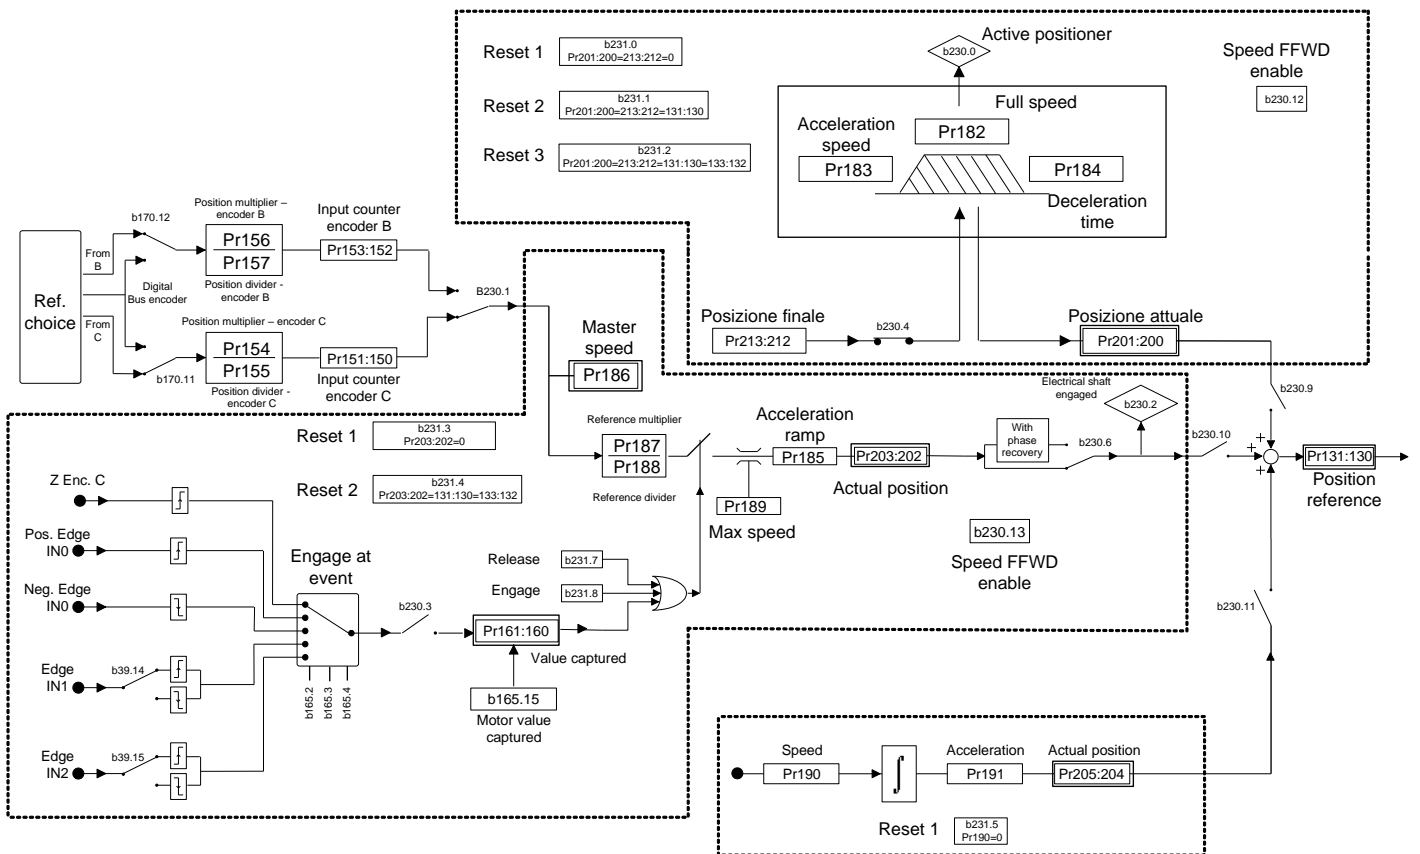 Reset 1
b231.0
Pr201:200=213:212=0
Reset 2
b231.1
Pr201:200=213:212=131:130
Reset 3
b231.2
Pr201:200=213:212=131:130=133:132
Active positioner
b230.0
Full speed
Pr182
Acceleration
speed
Pr183
Pr184
Deceleration
time
Speed FFWD
enable
b230.12
Posizione finale
Pr213:212
b230.4
Posizione attuale
Pr201:200
b230.9
Ref.
choice
From
B
From
C
b170.12
Digital
Bus encoder
b170.11
Position multiplier –
encoder B
Pr156
Pr157
Position divider -
encoder B
Input counter
encoder B
Pr153:152
Position multiplier – encoder C
Pr154
Pr155
Position divider -
encoder C
Pr151:150
Input counter
encoder C
B230.1
Master
speed
Pr186
Reference multiplier
Pr187
Pr188
Reference divider
Pr189
Max speed
Acceleration
ramp
Pr185
Pr203:202
Actual position
With
phase
recovery
b230.6
Electrical shaft
engaged
b230.2
b230.10
+
+
+
Pr131:130
Position
reference
b230.13
Speed FFWD
enable
Reset 1
b231.3
Pr203:202=0
Reset 2
b231.4
Pr203:202=131:130=133:132
Z Enc. C
Pos. Edge
IN0
Neg. Edge
IN0
Edge
IN1
b39.14
Edge
IN2
b39.15
Engage at
event
b165.2
b165.3
b165.4
b230.3
Pr161:160
Value captured
b165.15
Motor value
captured
Release
b231.7
Engage
b231.8
b230.11
Speed
Pr190
∫
Acceleration
Pr191
Actual position
Pr205:204
Reset 1
b231.5
Pr190=0